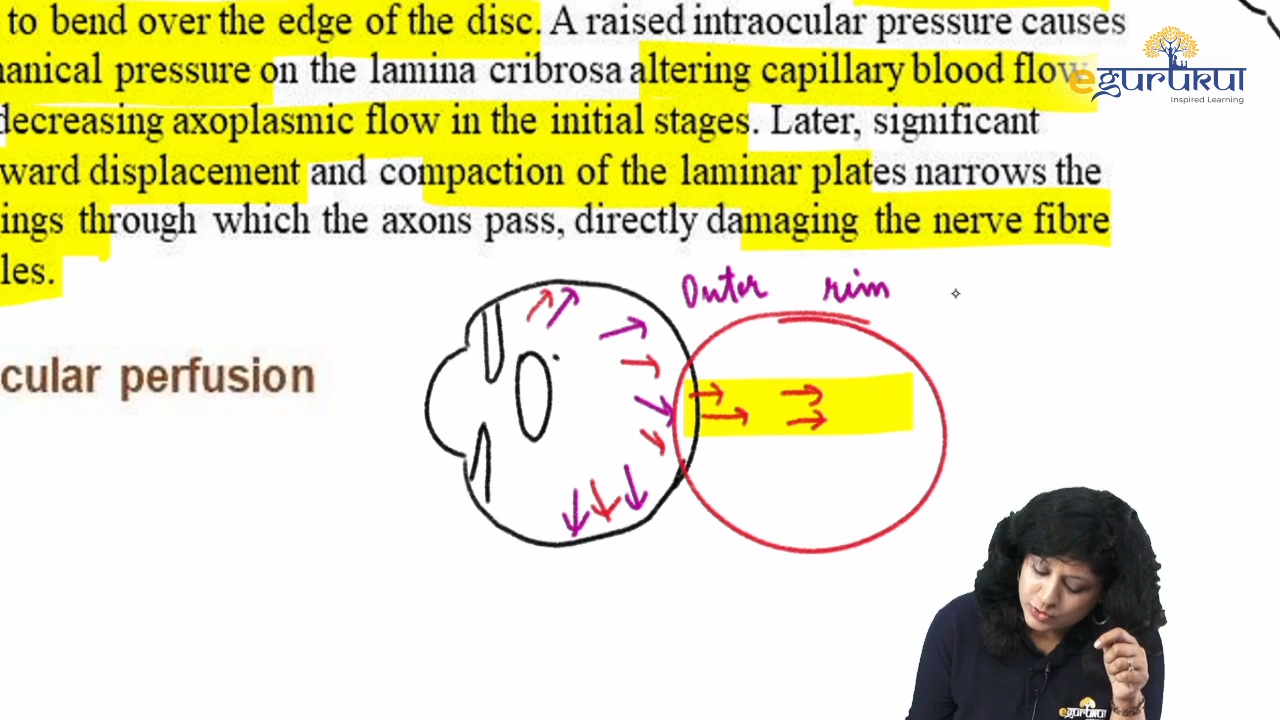 to bend over the edge of the disc. A raised intraocular pressure causes
anical pressure on the lamina cribrosa altering capillary blood flow
decreasing axoplasmic flow in the initial stages. Later, significant
ward displacement and compaction of the laminar plates narrows the
ings through which the axons pass, directly damaging the nerve fibre
les.
egurukul
Inspired Learning
Outer rim
cular perfusion
egurukul